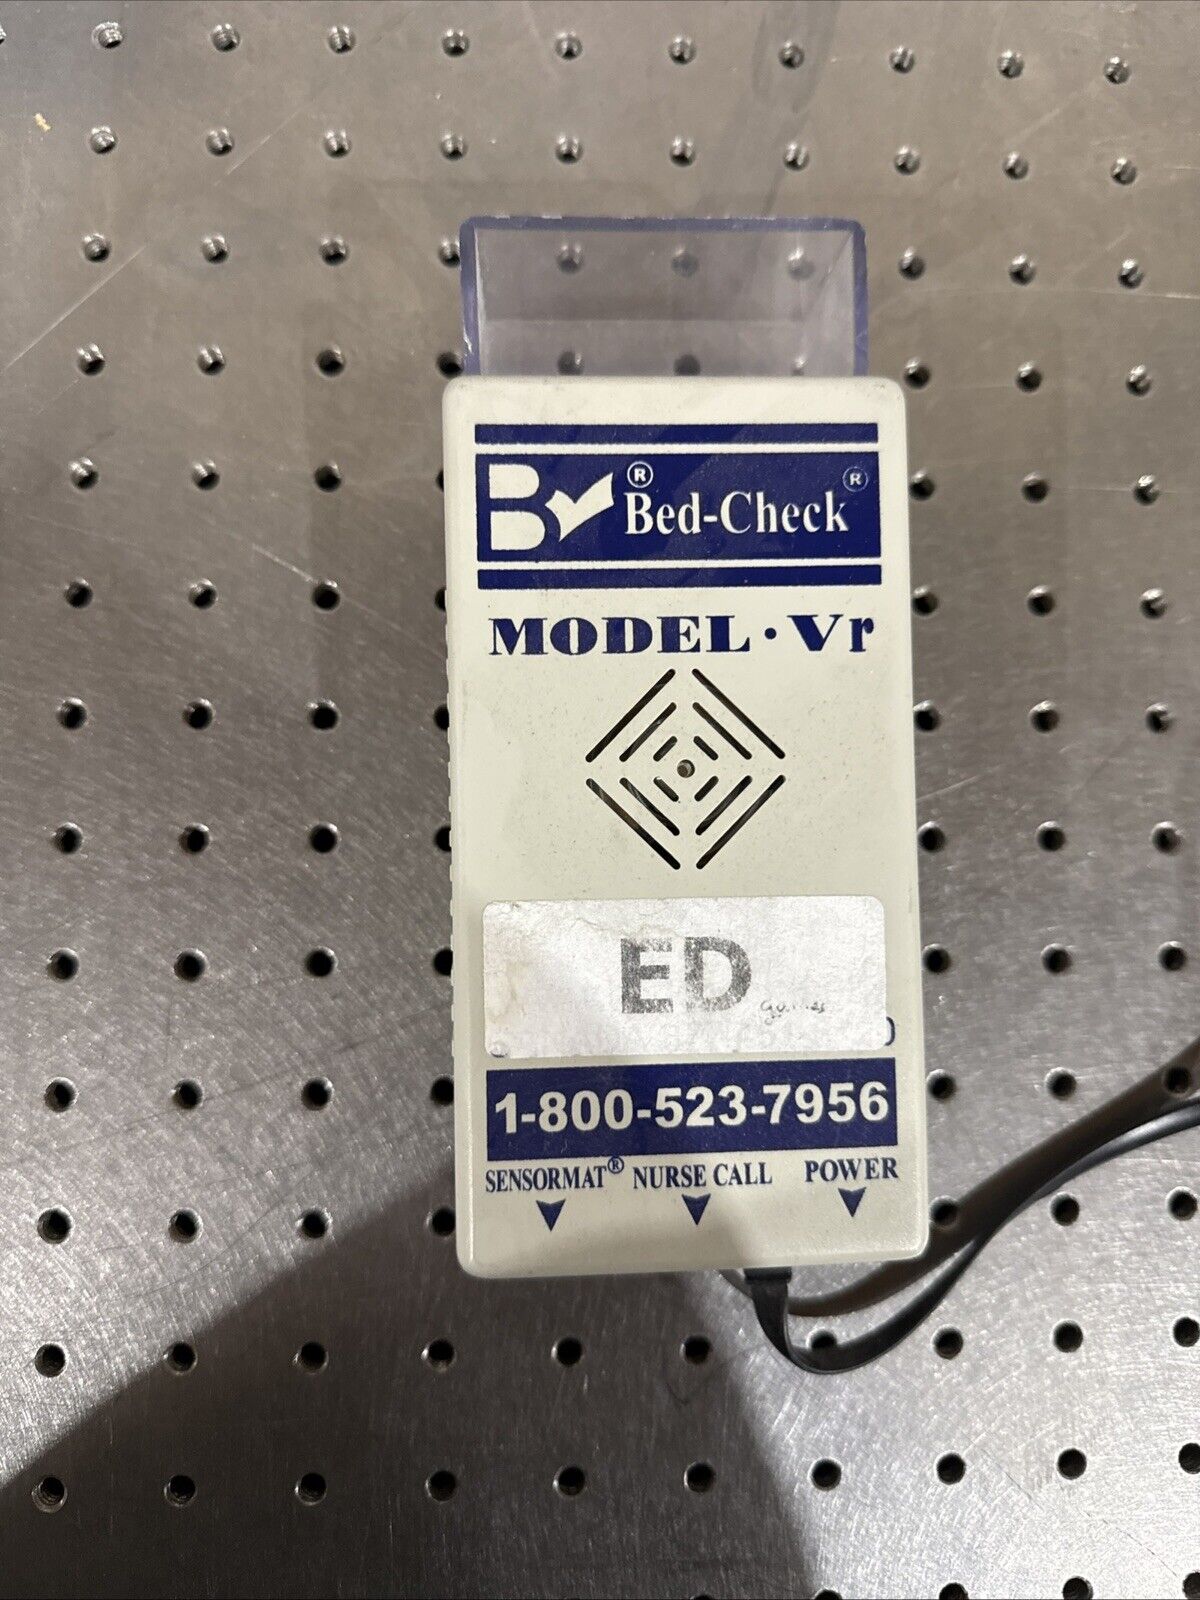 B® Bed-Check®
MODEL · Vr
ED
1-800-523-7956
SENSORMAT® NURSE CALL POWER